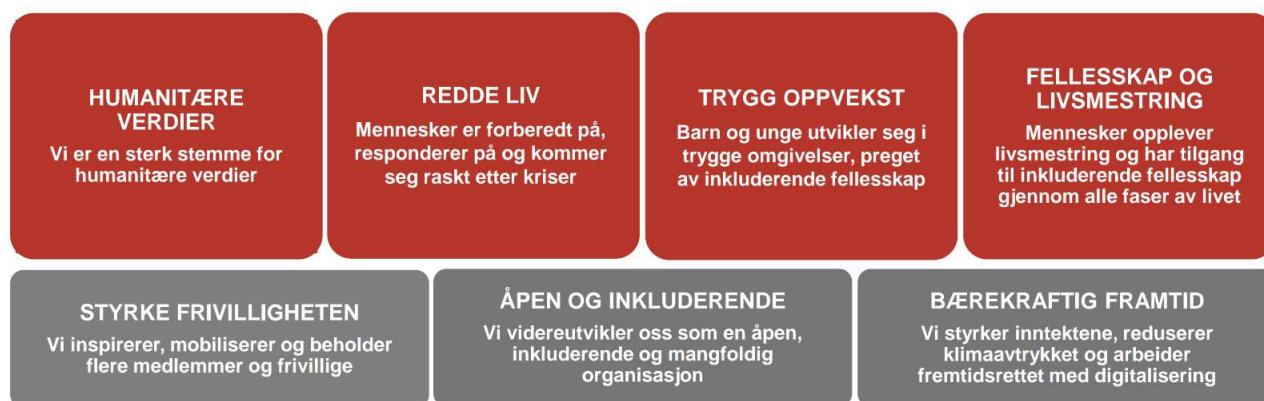 HUMANITÆRE
VERDIER
Vi er en sterk stemme for
humanitære verdier
REDDE LIV
Mennesker er forberedt på,
responderer på og kommer
seg raskt etter kriser
TRYGG OPPVEKST
Barn og unge utvikler seg i
trygge omgivelser, preget
av inkluderende fellesskap
FELLESSKAP OG
LIVSMESTRING
Mennesker opplever
livsmestring og har tilgang
til inkluderende fellesskap
gjennom alle faser av livet
STYRKE FRIVILLIGHETEN
Vi inspirerer, mobiliserer og beholder
flere medlemmer og frivillige
ÅPEN OG INKLUDERENDE
Vi videreutvikler oss som en åpen,
inkluderende og mangfoldig
organisasjon
BÆREKRAFTIG FRAMTID
Vi styrker inntektene, reduserer
klimaavtrykket og arbeider
fremtidsrettet med digitalisering